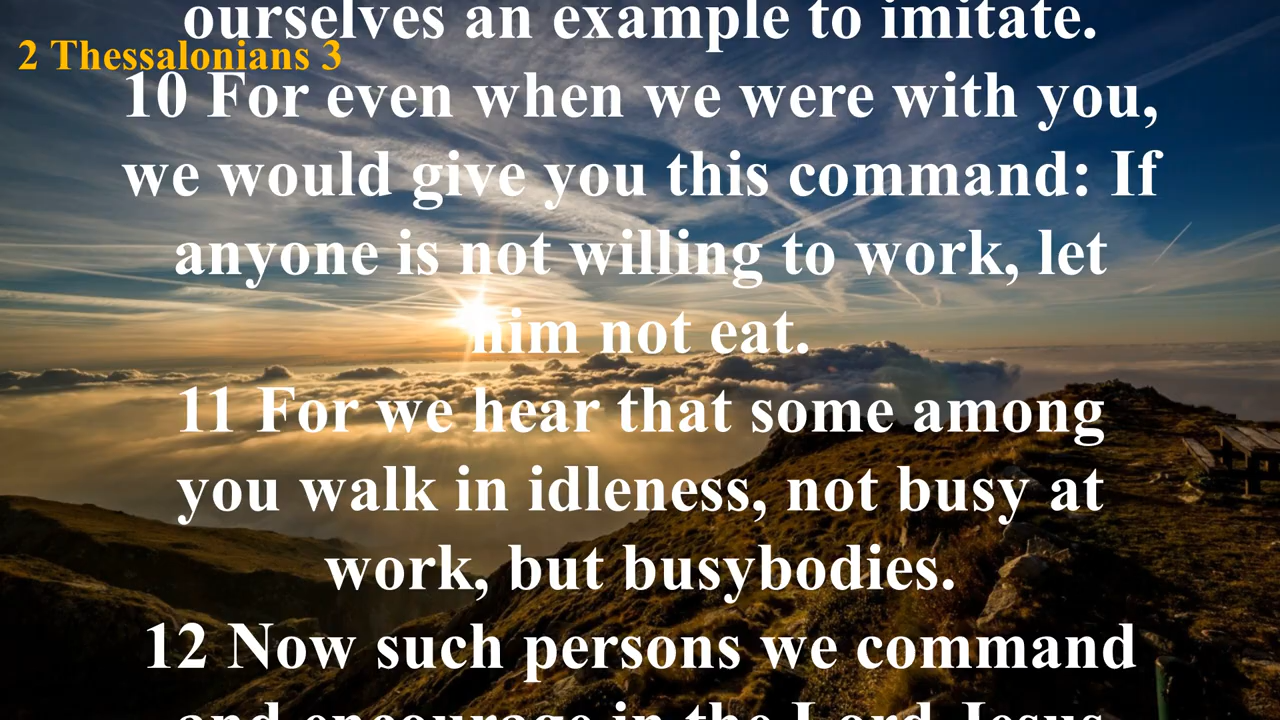 ourselves an example to imitate.
2 Thessalonians 3
10 For even when we were with you,
we would give you this command: If
anyone is not willing to work, let
him not eat.
11 For we hear that some among
you walk in idleness, not busy at
work, but busybodies.
12 Now such persons we command
and encourage in the Lord Jesus